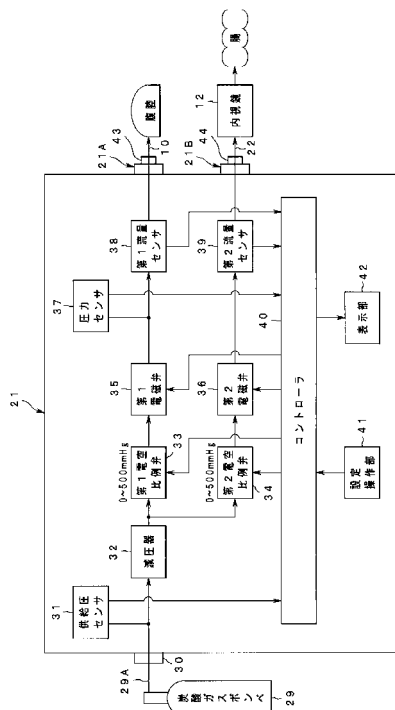 21
31
供給圧
センサ
32
減圧器
0~500mmHg
第1電空
比例弁
33
35
第1
電磁弁
37
圧力
センサ
38
第1流量
センサ
21A
43
10
腹腔
0~500mmHg
第2電空
比例弁
34
36
第2
電磁弁
39
第2流量
センサ
21B
44
22
12
内視鏡
腸
29A
30
炭酸ガスボンベ
29
コントローラ
40
41
設定
操作部
42
表示部